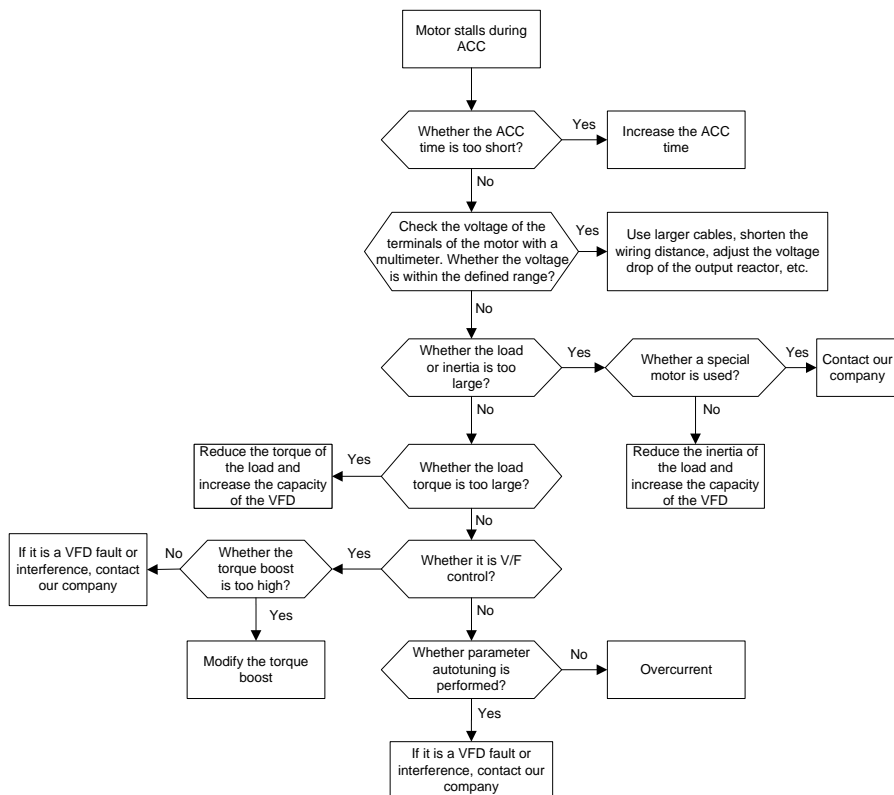 Motor stalls during
ACC
Whether the ACC
time is too short?
Yes
Increase the ACC
time
No
Check the voltage of the
terminals of the motor with a
multimeter. Whether the voltage
is within the defined range?
Yes
Use larger cables, shorten the
wiring distance, adjust the voltage
drop of the output reactor, etc.
No
Whether the load
or inertia is too
large?
Yes
Whether a special
motor is used?
Yes
Contact our
company
No
No
Reduce the torque of
the load and
increase the capacity
of the VFD
Yes
Whether the load
torque is too large?
Reduce the inertia of
the load and
increase the capacity
of the VFD
No
If it is a VFD fault or
interference, contact
our company
No
Whether the
torque boost
is too high?
Yes
Whether it is V/F
control?
Yes
No
Modify the torque
boost
Whether parameter
autotuning is
performed?
No
Overcurrent
Yes
If it is a VFD fault or
interference, contact our
company